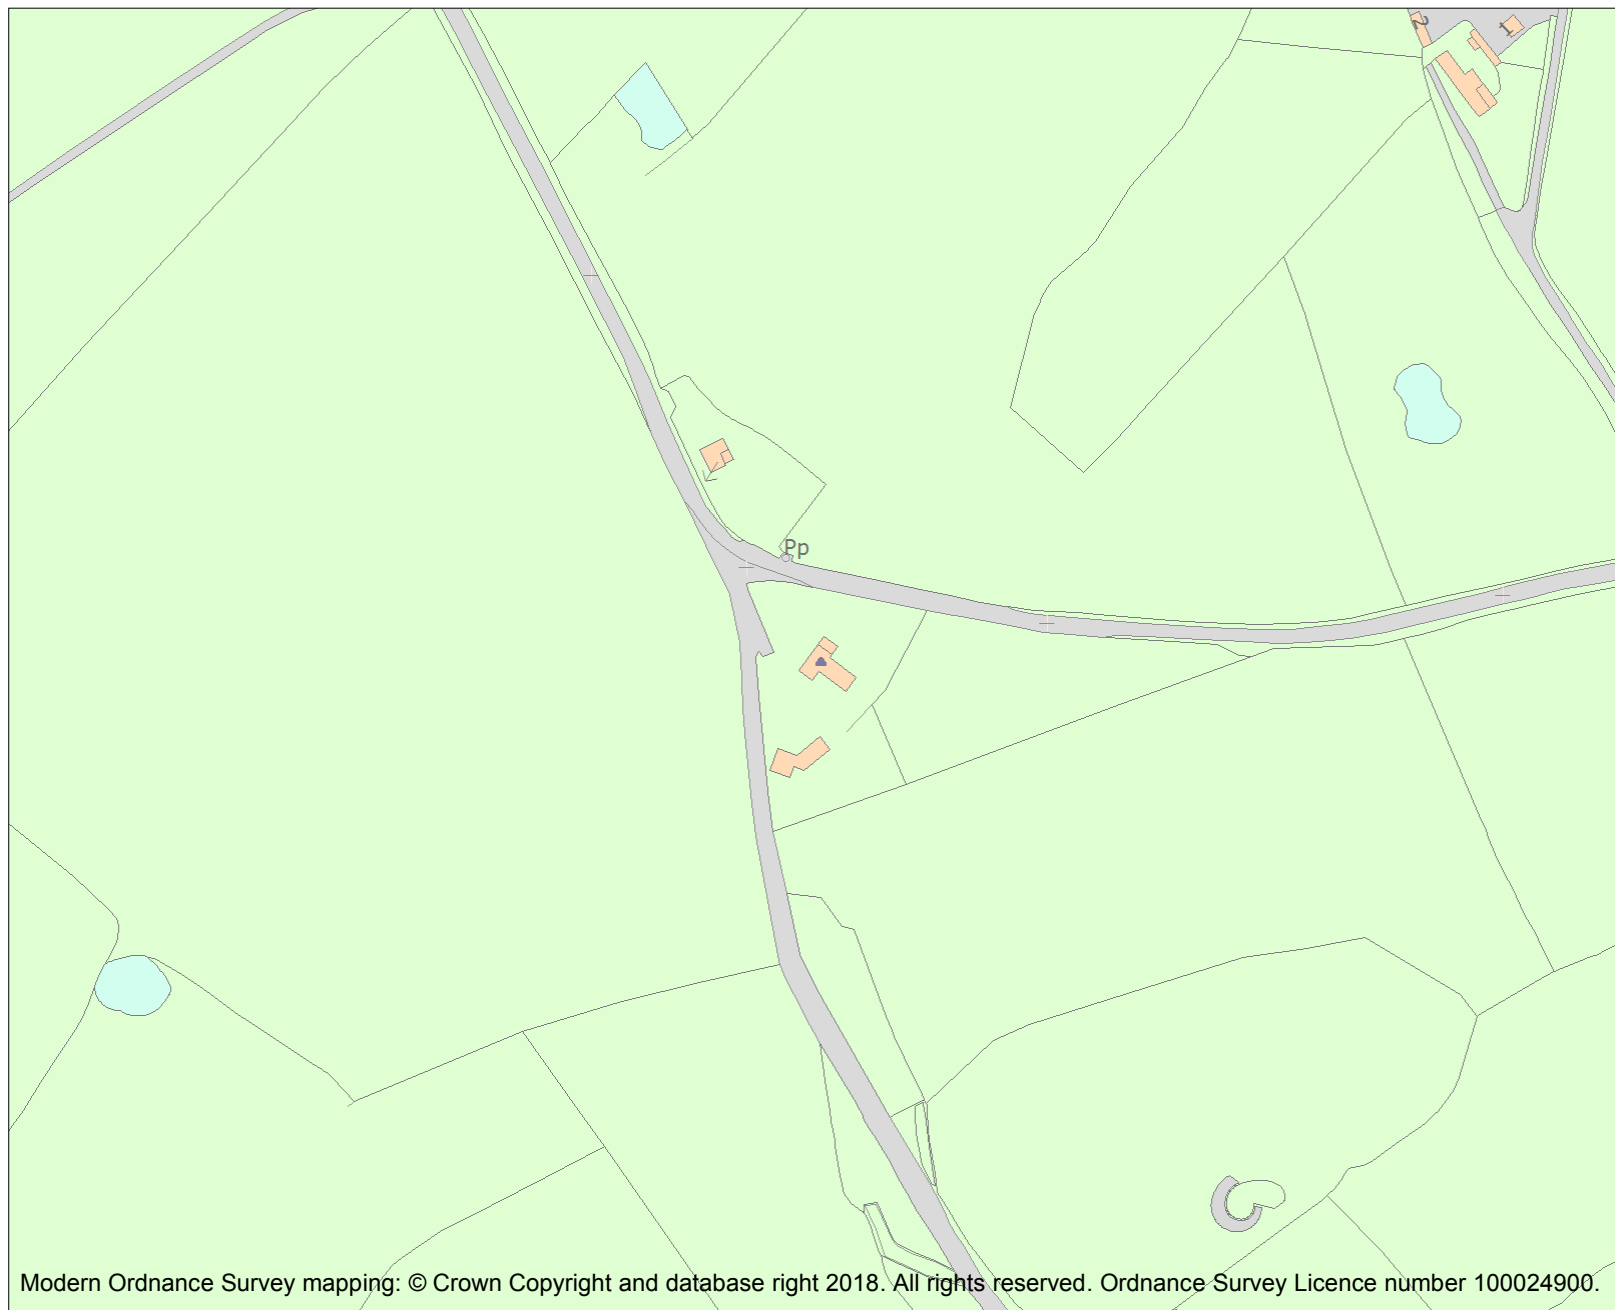 2
1
Pp
Modern Ordnance Survey mapping: © Crown Copyright and database right 2018. All rights reserved. Ordnance Survey Licence number 100024900.